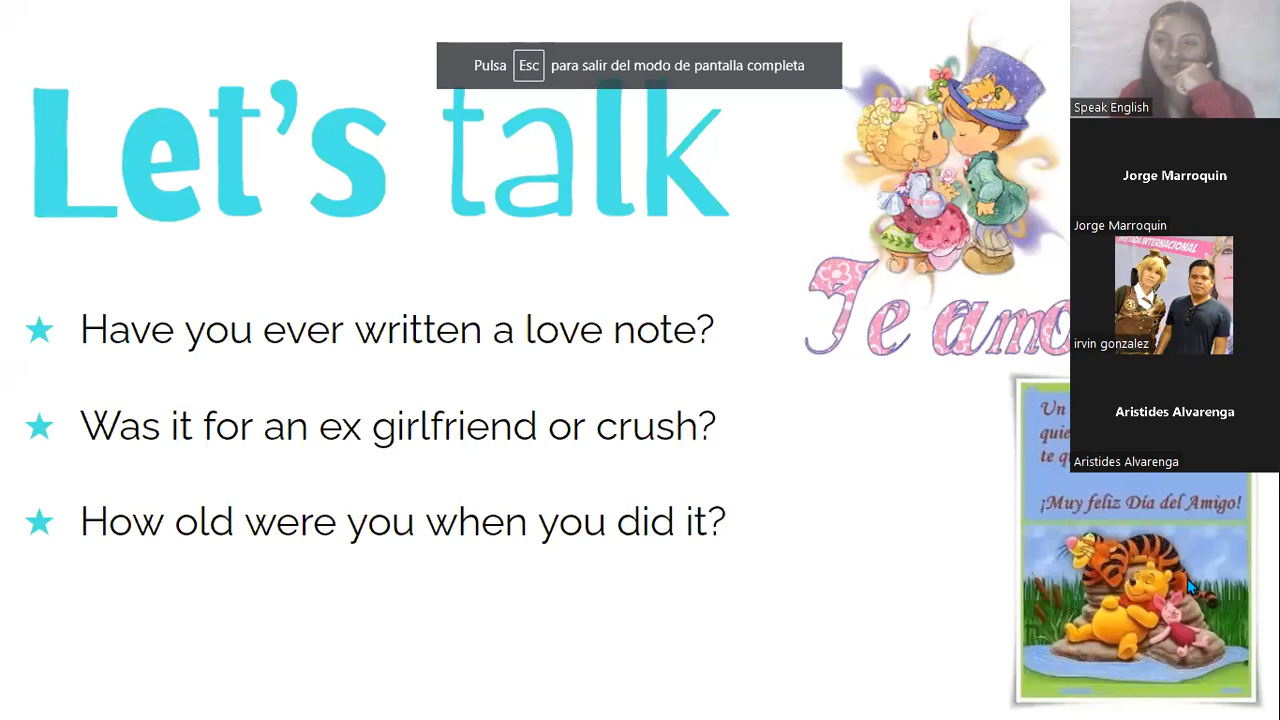 Pulsa Esc para salir del modo de pantalla completa
Let's talk
Te amo
Have you ever written a love note?
Was it for an ex girlfriend or crush?
How old were you when you did it?
Un
te
¡Muy feliz Día del Amigo!
Speak English
Jorge Marroquin
Jorge Marroquin
INTERNACIONAL
irvin gonzalez
Aristides Alvarenga
Aristides Alvarenga